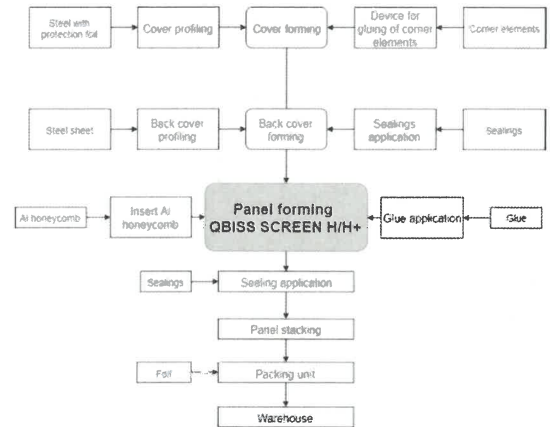 Steel with
protection foil
Cover profiling
Cover forming
Device for
gluing of corner
elements
Corner elements
Steel sheet
Back cover
profiling
Back cover
forming
Sealings
application
Sealings
Al honeycomb
Insert Al
honeycomb
Panel forming
QBISS SCREEN H/H+
Glue application
Glue
Sealings
Sealing application
Panel stacking
Foil
Packing unit
Warehouse